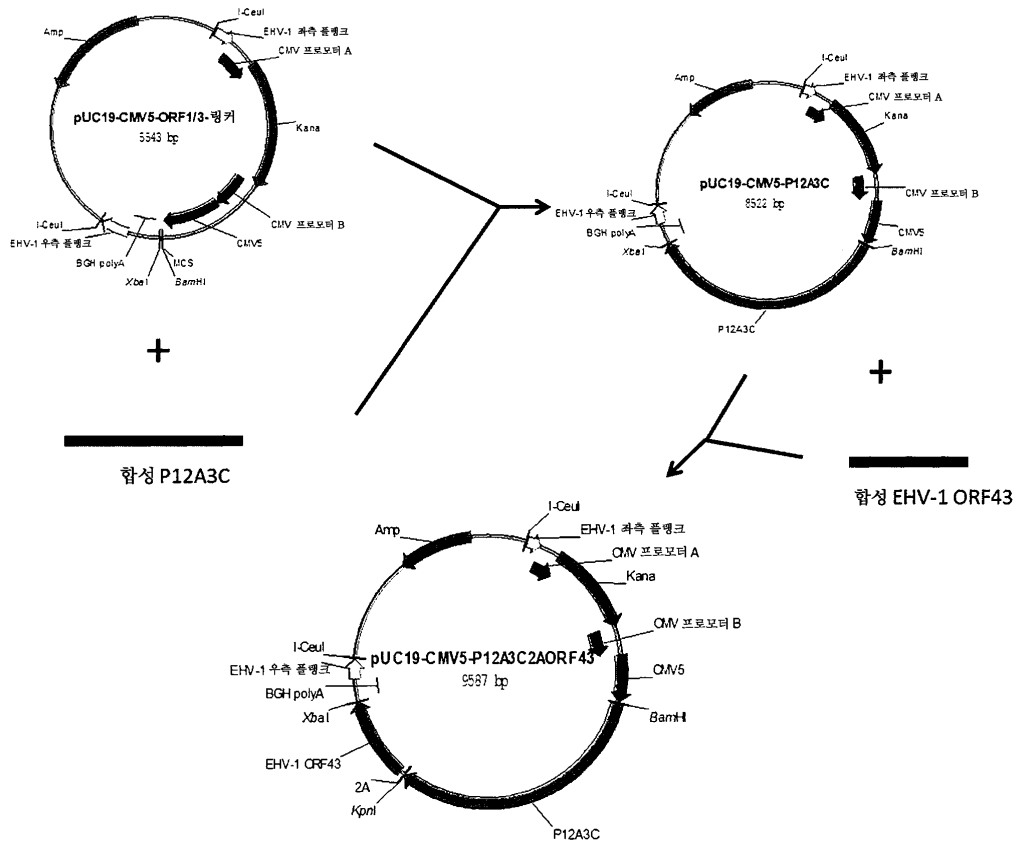 I-CeuI
EHV-1 좌측 플랭크
CMV 프로모터 A
Amp
pUC19-CMV5-ORF1/3-링커
5543 bp
Kana
I-CeuI
EHV-1 우측 플랭크
BGH polyA
XbaI
MCS
BamHI
CMV5
CMV 프로모터 B
+
합성 P12A3C
I-CeuI
EHV-1 좌측 플랭크
CMV 프로모터 A
Amp
Kana
pUC19-CMV5-P12A3C
8522 bp
CMV 프로모터 B
I-CeuI
EHV-1 우측 플랭크
BGH polyA
XbaI
CMV5
BamHI
P12A3C
+
합성 EHV-1 ORF43
I-CeuI
EHV-1 좌측 플랭크
CMV 프로모터 A
Amp
Kana
CMV 프로모터 B
I-CeuI
pUC19-CMV5-P12A3C2AORF43
9587 bp
EHV-1 우측 플랭크
BGH polyA
XbaI
CMV5
BamHI
EHV-1 ORF43
2A
KpnI
P12A3C